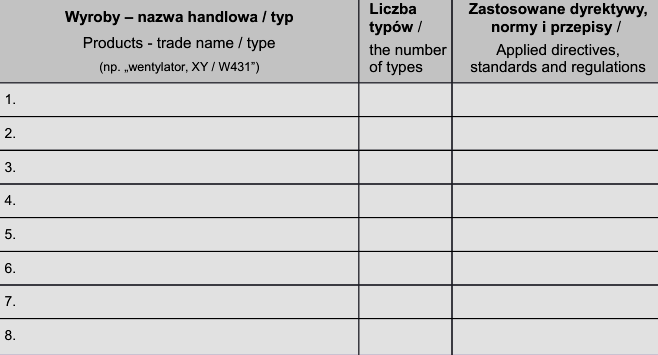 Wyroby – nazwa handlowa / typ
Products - trade name / type
(np. „wentylator, XY / W431”)
Liczba
typów /
the number
of types
Zastosowane dyrektywy,
normy i przepisy /
Applied directives,
standards and regulations
1.
2.
3.
4.
5.
6.
7.
8.